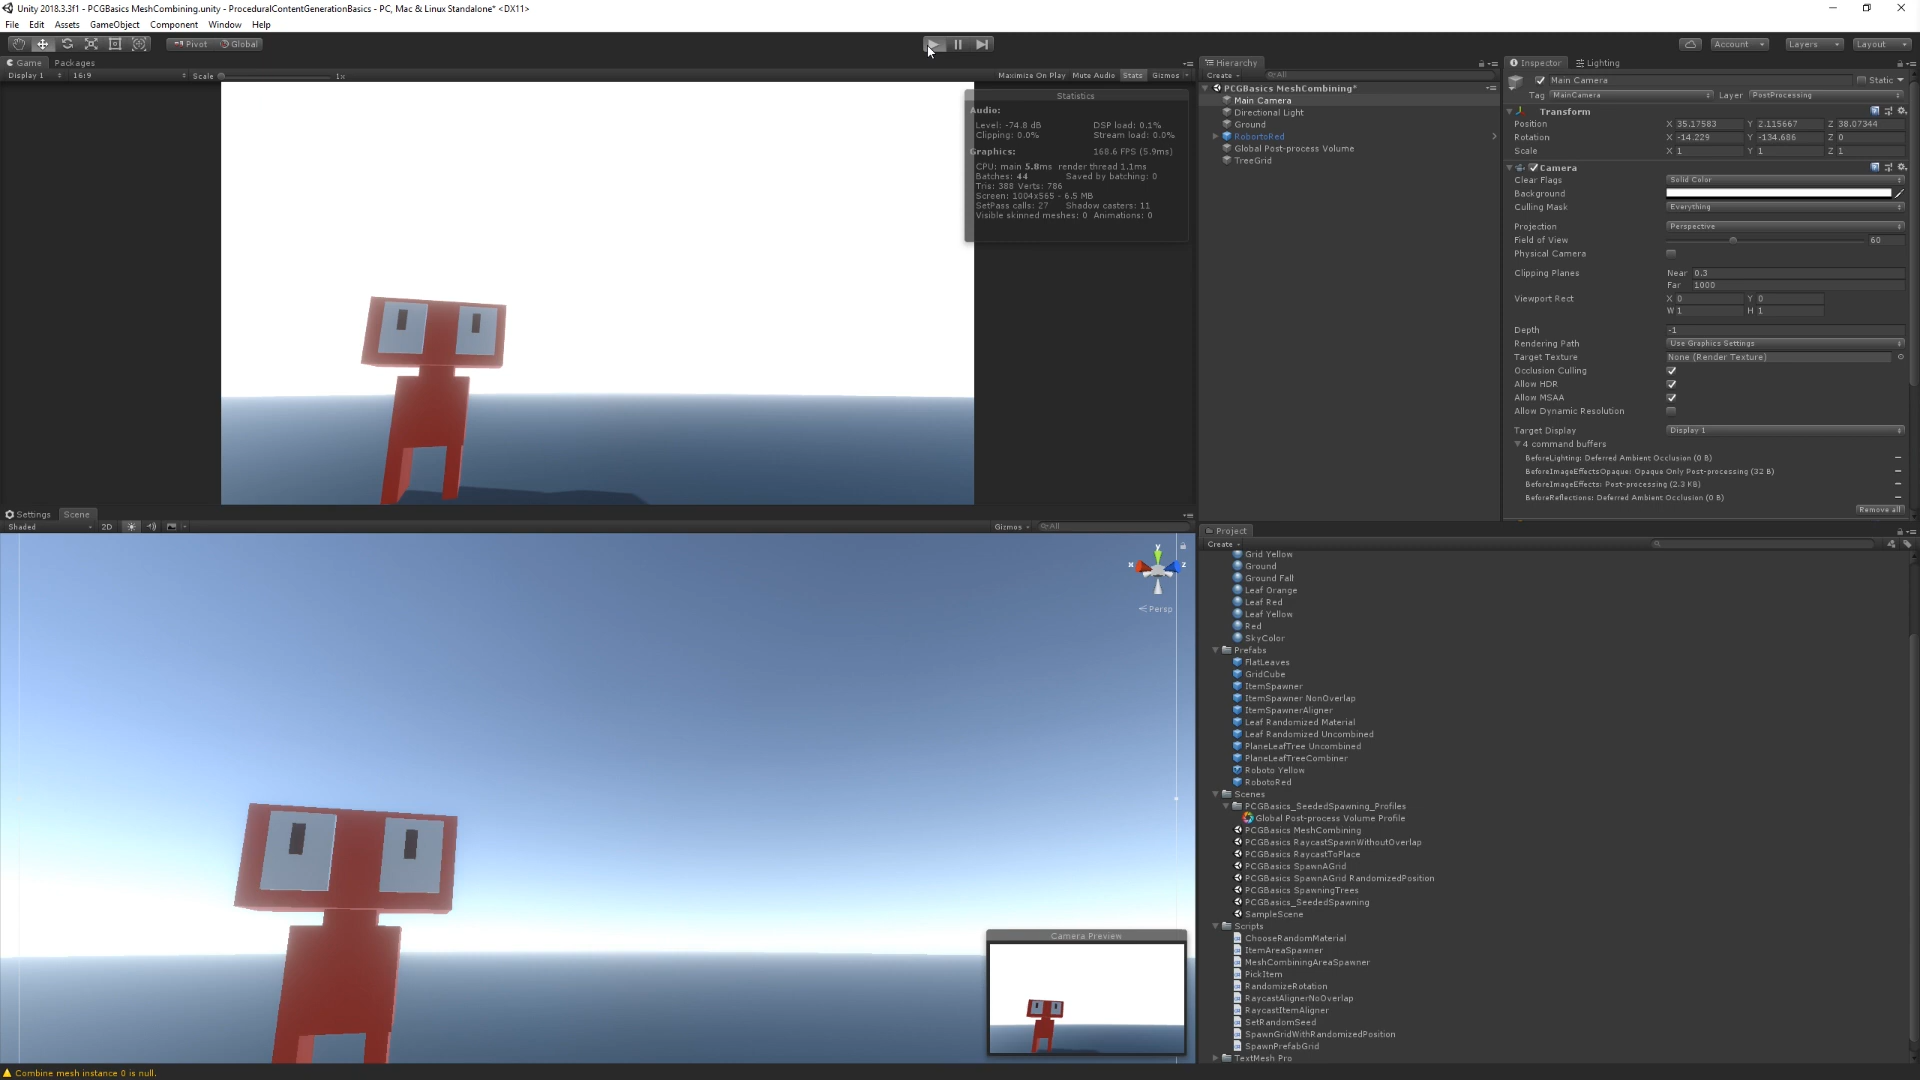 Unity 2018.3.3f1 - PCGBasics MeshCombining.unity - ProceduralContentGenerationBasics - PC, Mac & Linux Standalone* <DX11>
File Edit Assets GameObject Component Window Help
Pivot Global Account Layers Layout
Game Packages
Display 1 16:9 Scale 1x Maximize On Play Mute Audio Stats Gizmos
Statistics
Audio:
Level: -74.8 dB DSP load: 0.1%
Clipping: 0.0% Stream load: 0.0%
Graphics: 168.6 FPS (5.9ms)
CPU: main 5.8ms render thread 1.1ms
Batches: 44 Saved by batching: 0
Tris: 388 Verts: 786
Screen: 1004x565 - 6.5 MB
SetPass calls: 27 Shadow casters: 11
Visible skinned meshes: 0 Animations: 0
Settings Scene
Shaded 2D Gizmos All
y
x z
Persp
Camera Preview
Combine mesh instance 0 is null.
Hierarchy
Create All
PCGBasics MeshCombining*
Main Camera
Directional Light
Ground
RobortoRed
Global Post-process Volume
TreeGrid
Inspector Lighting
Main Camera Static
Tag MainCamera Layer PostProcessing
Transform
Position X 35.17583 Y 2.115667 Z 38.07344
Rotation X -14.229 Y -134.686 Z 0
Scale X 1 Y 1 Z 1
Camera
Clear Flags Solid Color
Background
Culling Mask Everything
Projection Perspective
Field of View 60
Physical Camera
Clipping Planes Near 0.3
Far 1000
Viewport Rect X 0 Y 0
W 1 H 1
Depth -1
Rendering Path Use Graphics Settings
Target Texture None (Render Texture)
Occlusion Culling
Allow HDR
Allow MSAA
Allow Dynamic Resolution
Target Display Display 1
4 command buffers
BeforeLighting: Deferred Ambient Occlusion (0 B)
BeforeImageEffectsOpaque: Opaque Only Post-processing (32 B)
BeforeImageEffects: Post-processing (2.3 KB)
BeforeReflections: Deferred Ambient Occlusion (0 B)
Remove all
Project
Create
Grid Yellow
Ground
Ground Fall
Leaf Orange
Leaf Red
Leaf Yellow
Red
SkyColor
Prefabs
FlatLeaves
GridCube
ItemSpawner
ItemSpawner NonOverlap
ItemSpawnerAligner
Leaf Randomized Material
Leaf Randomized Uncombined
PlaneLeafTree Uncombined
PlaneLeafTreeCombiner
Roboto Yellow
RobotoRed
Scenes
PCGBasics_SeededSpawning_Profiles
Global Post-process Volume Profile
PCGBasics MeshCombining
PCGBasics RaycastSpawnWithoutOverlap
PCGBasics RaycastToPlace
PCGBasics SpawnAGrid
PCGBasics SpawnAGrid RandomizedPosition
PCGBasics SpawningTrees
PCGBasics_SeededSpawning
SampleScene
Scripts
ChooseRandomMaterial
ItemAreaSpawner
MeshCombiningAreaSpawner
PickItem
RandomizeRotation
RaycastAlignerNoOverlap
RaycastItemAligner
SetRandomSeed
SpawnGridWithRandomizedPosition
SpawnPrefabGrid
TextMesh Pro